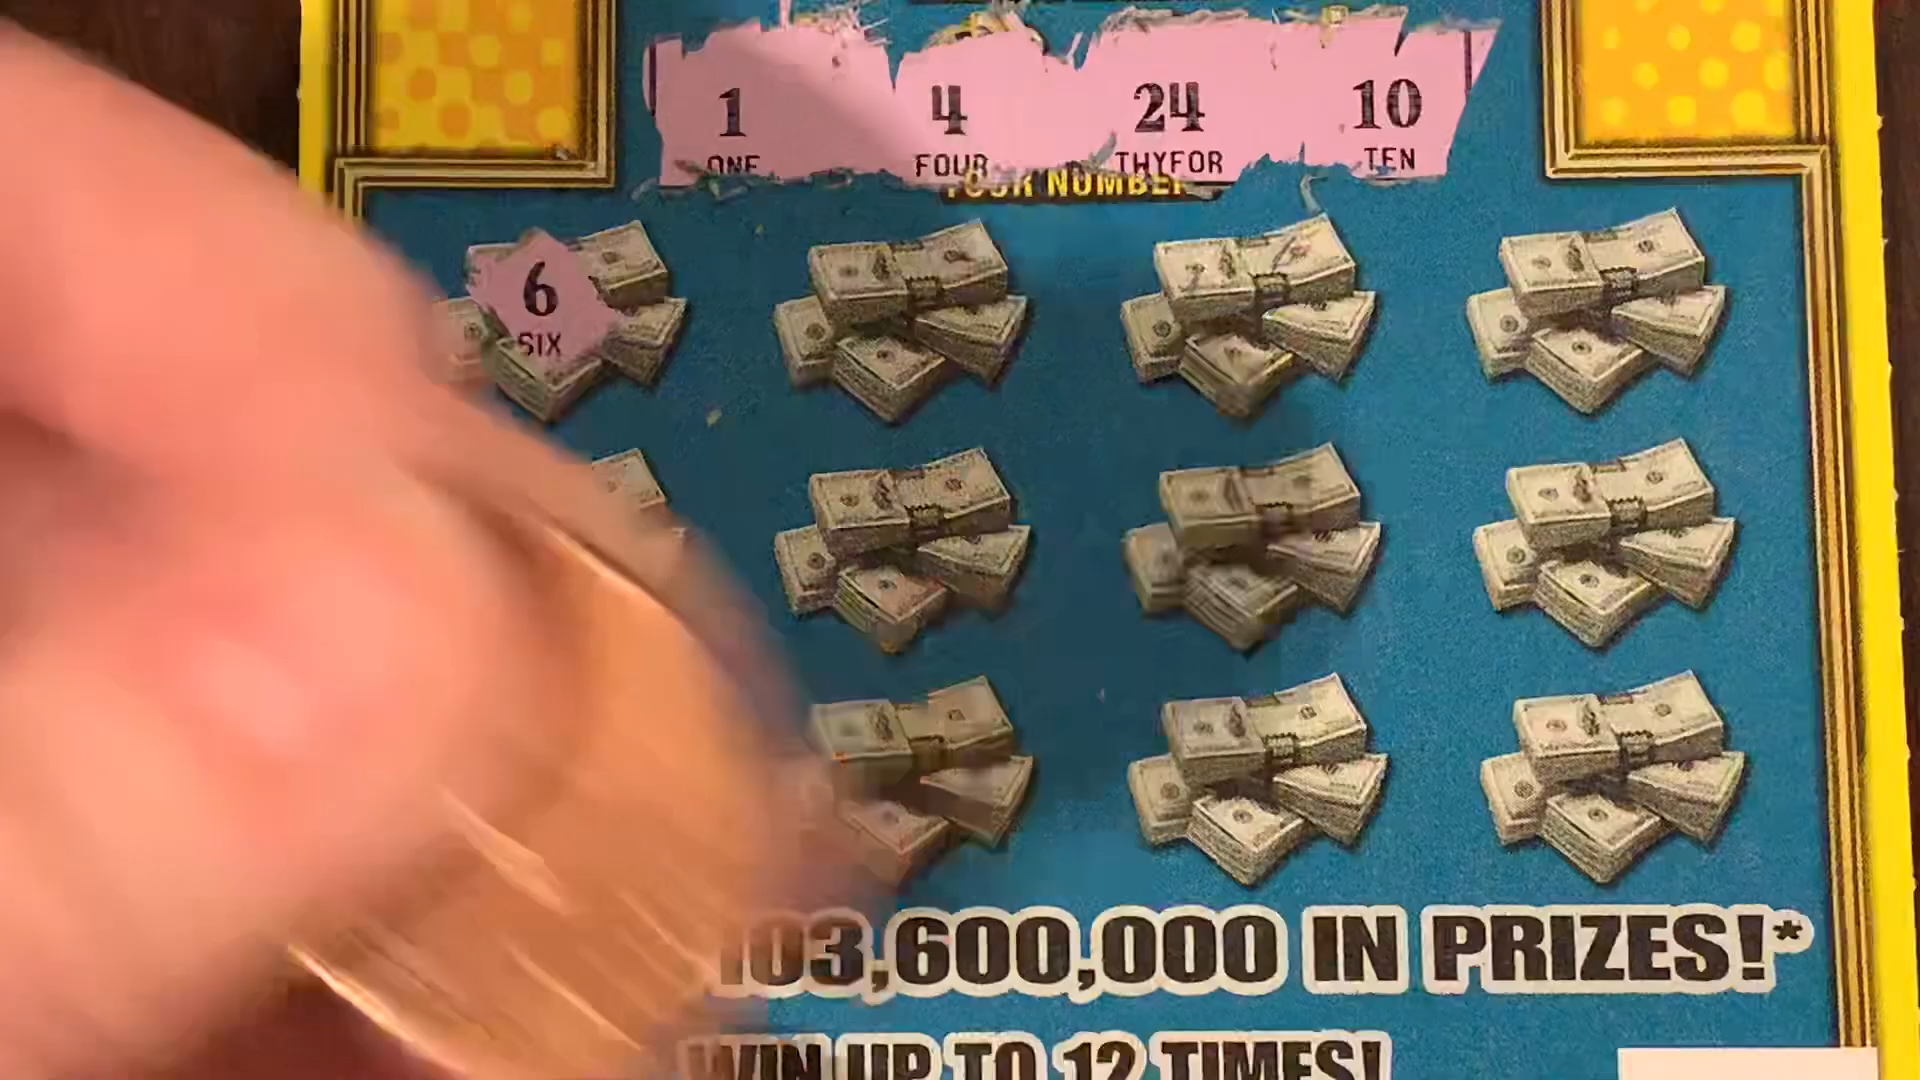 1 4 24 10
ONE FOUR THYFOR TEN
YOUR NUMBER
6
SIX
103,600,000 IN PRIZES!*
WIN UP TO 12 TIMES!